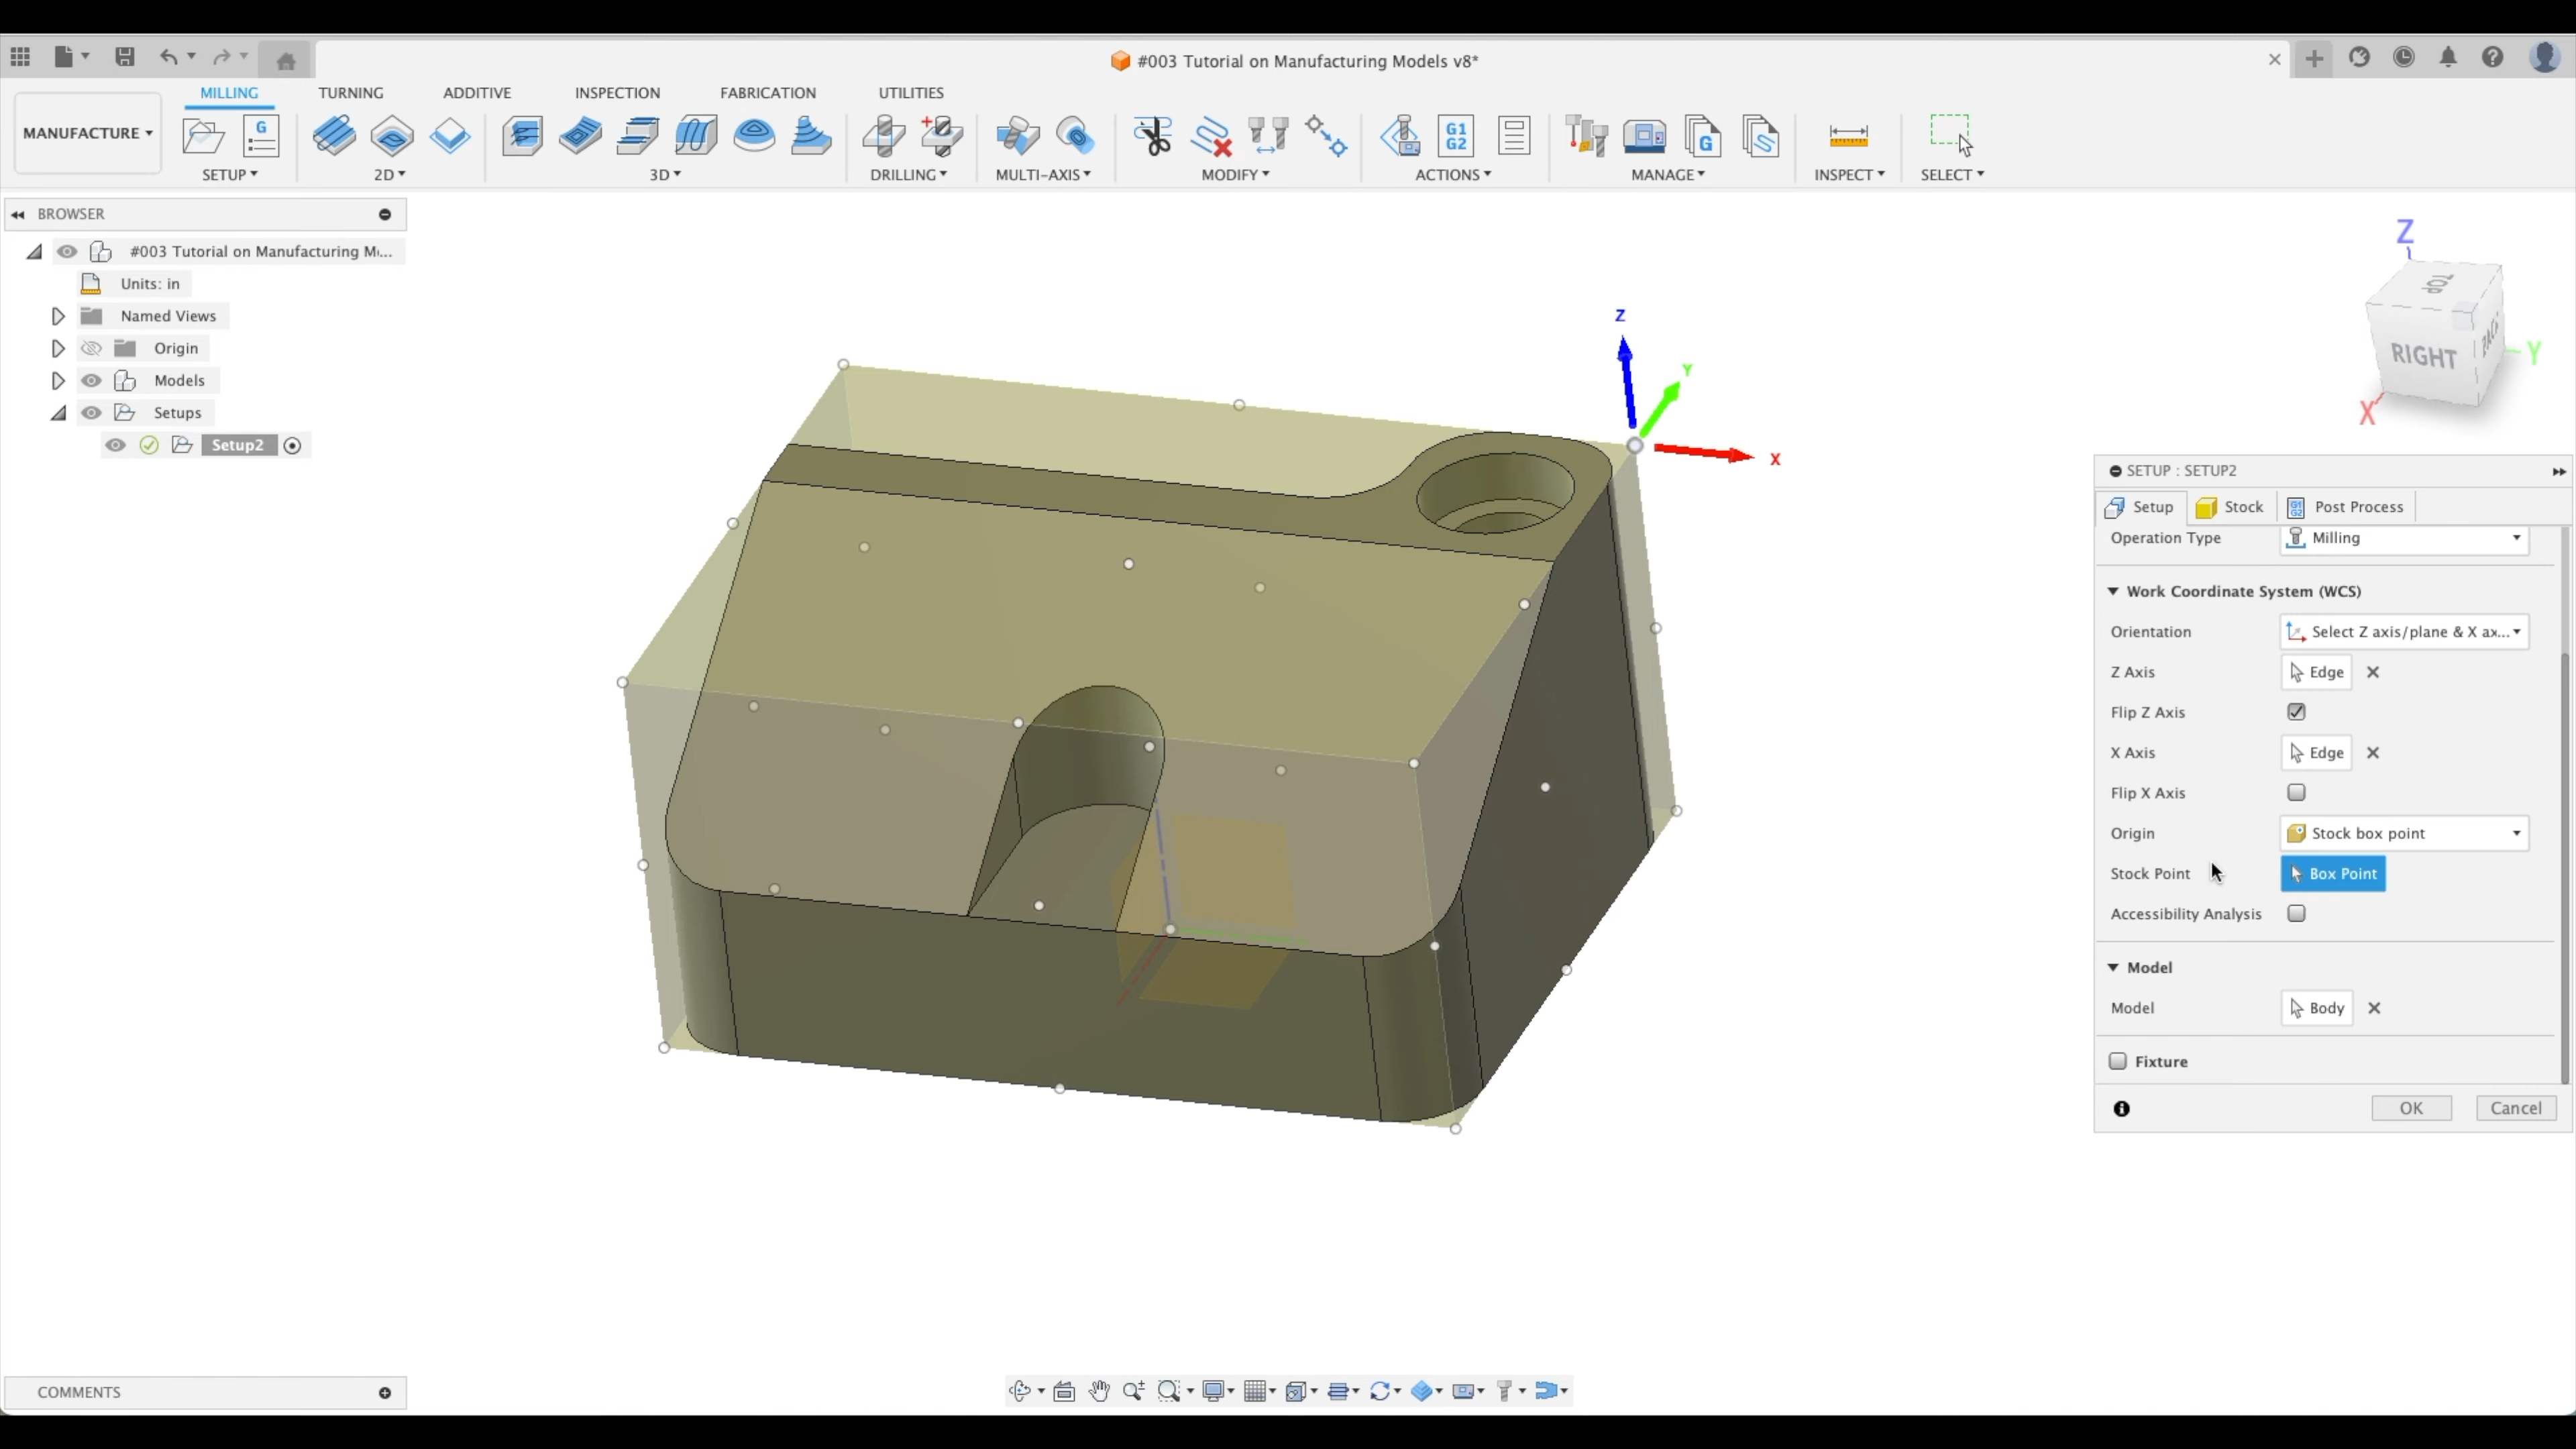 #003 Tutorial on Manufacturing Models v8*
MANUFACTURE
MILLING TURNING ADDITIVE INSPECTION FABRICATION UTILITIES
G G1 G2 G
SETUP 2D 3D DRILLING MULTI-AXIS MODIFY ACTIONS MANAGE INSPECT SELECT
BROWSER
#003 Tutorial on Manufacturing M...
Units: in
Named Views
Origin
Models
Setups
Setup2
Z
Y
X
Z
TOP
RIGHT
BACK
Y
X
SETUP : SETUP2
Setup Stock Post Process
Operation Type Milling
Work Coordinate System (WCS)
Orientation Select Z axis/plane & X ax...
Z Axis Edge
Flip Z Axis
X Axis Edge
Flip X Axis
Origin Stock box point
Stock Point Box Point
Accessibility Analysis
Model
Model Body
Fixture
OK Cancel
COMMENTS